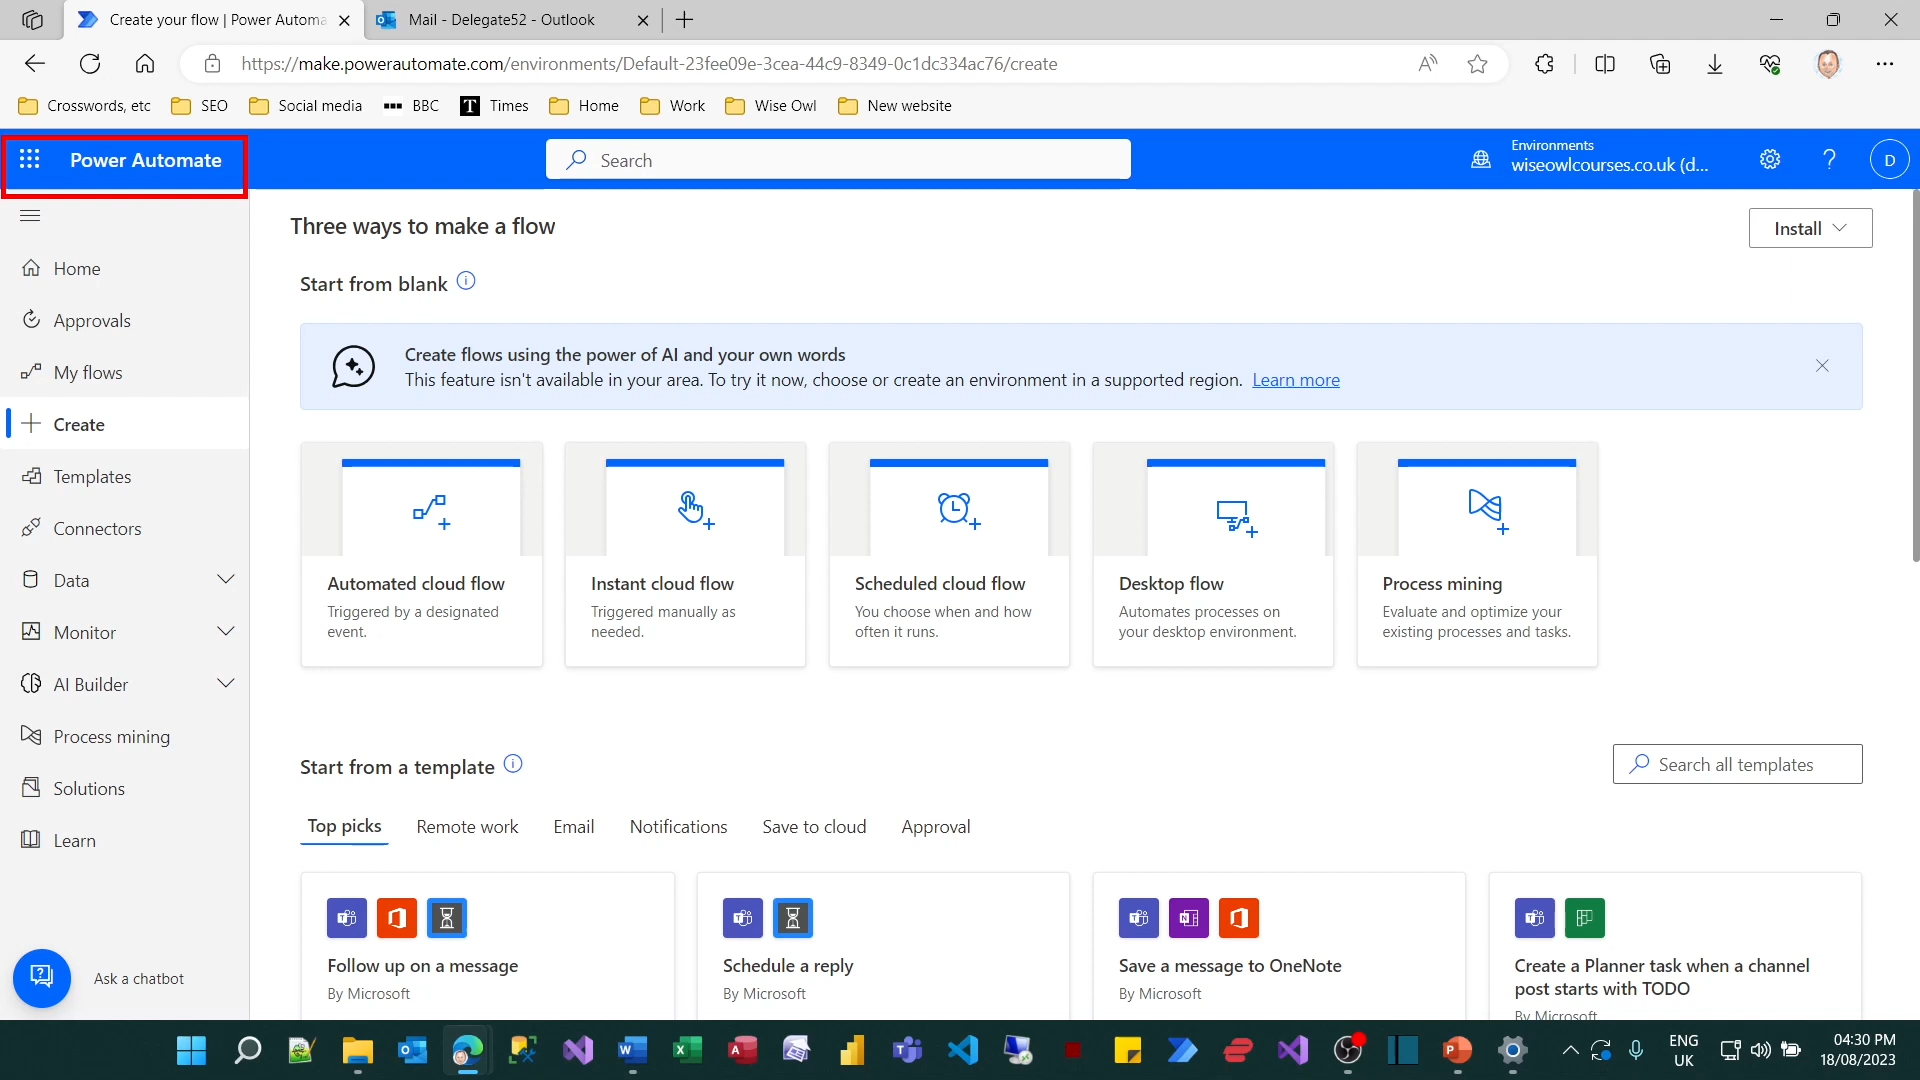 Create your flow | Power Automa
Mail - Delegate52 - Outlook
https://make.powerautomate.com/environments/Default-23fee09e-3cea-44c9-8349-0c1dc334ac76/create
Crosswords, etc
SEO
Social media
BBC
Times
Home
Work
Wise Owl
New website
Power Automate
Search
Environments
wiseowlcourses.co.uk (d...
D
Home
Approvals
My flows
Create
Templates
Connectors
Data
Monitor
AI Builder
Process mining
Solutions
Learn
Ask a chatbot
Three ways to make a flow
Install
Start from blank
Create flows using the power of AI and your own words
This feature isn't available in your area. To try it now, choose or create an environment in a supported region. Learn more
Automated cloud flow
Triggered by a designated
event.
Instant cloud flow
Triggered manually as
needed.
Scheduled cloud flow
You choose when and how
often it runs.
Desktop flow
Automates processes on
your desktop environment.
Process mining
Evaluate and optimize your
existing processes and tasks.
Start from a template
Search all templates
Top picks
Remote work
Email
Notifications
Save to cloud
Approval
Follow up on a message
By Microsoft
Schedule a reply
By Microsoft
Save a message to OneNote
By Microsoft
Create a Planner task when a channel
post starts with TODO
By Microsoft
ENG
UK
04:30 PM
18/08/2023